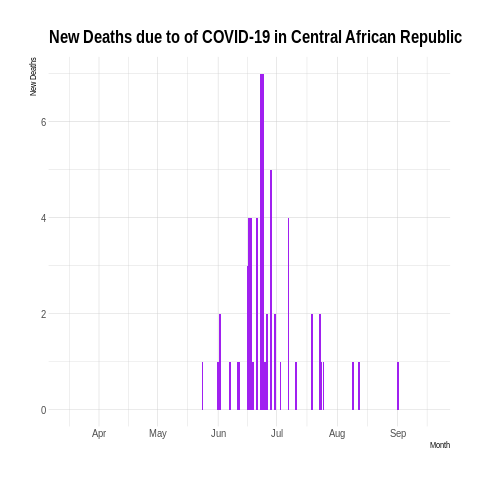 New Deaths due to of COVID-19 in Central African Republic
New Deaths
6
4
2
0
Apr May Jun Jul Aug Sep
Month